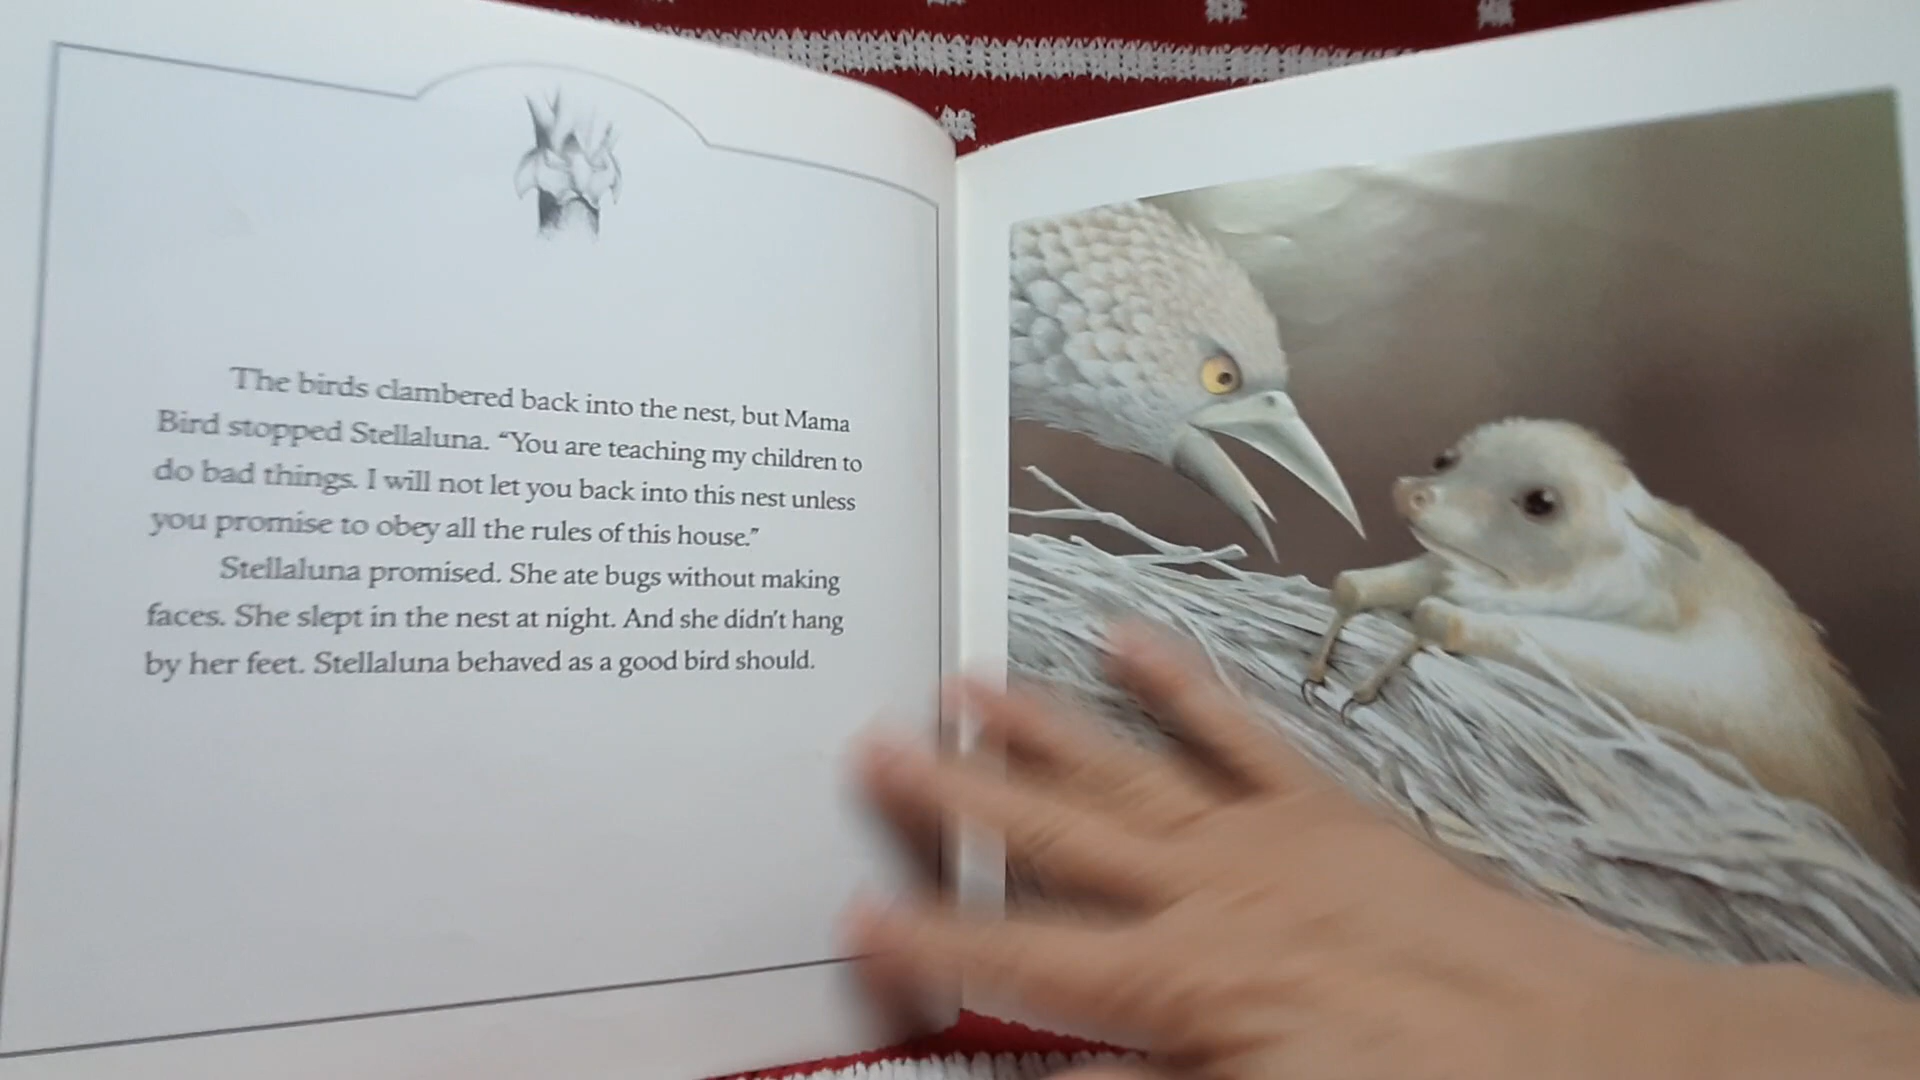 The birds clambered back into the nest, but Mama
Bird stopped Stellaluna. “You are teaching my children to
do bad things. I will not let you back into this nest unless
you promise to obey all the rules of this house.”
Stellaluna promised. She ate bugs without making
faces. She slept in the nest at night. And she didn't hang
by her feet. Stellaluna behaved as a good bird should.